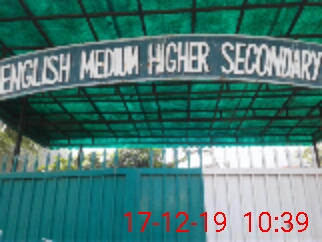 ENGLISH MEDIUM HIGHER SECONDARY
17-12-19 10:39